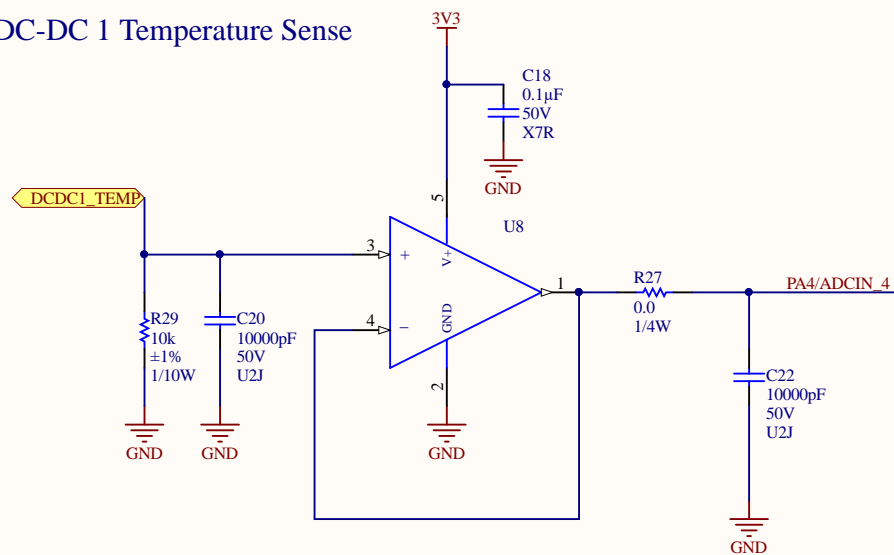 DC-DC 1 Temperature Sense
3V3
C18
0.1µF
50V
X7R
GND
DCDC1_TEMP
5
U8
3
+
V+
1
R27
0.0
1/4W
PA4/ADCIN_4
4
−
GND
2
R29
10k
±1%
1/10W
C20
10000pF
50V
U2J
C22
10000pF
50V
U2J
GND
GND
GND
GND